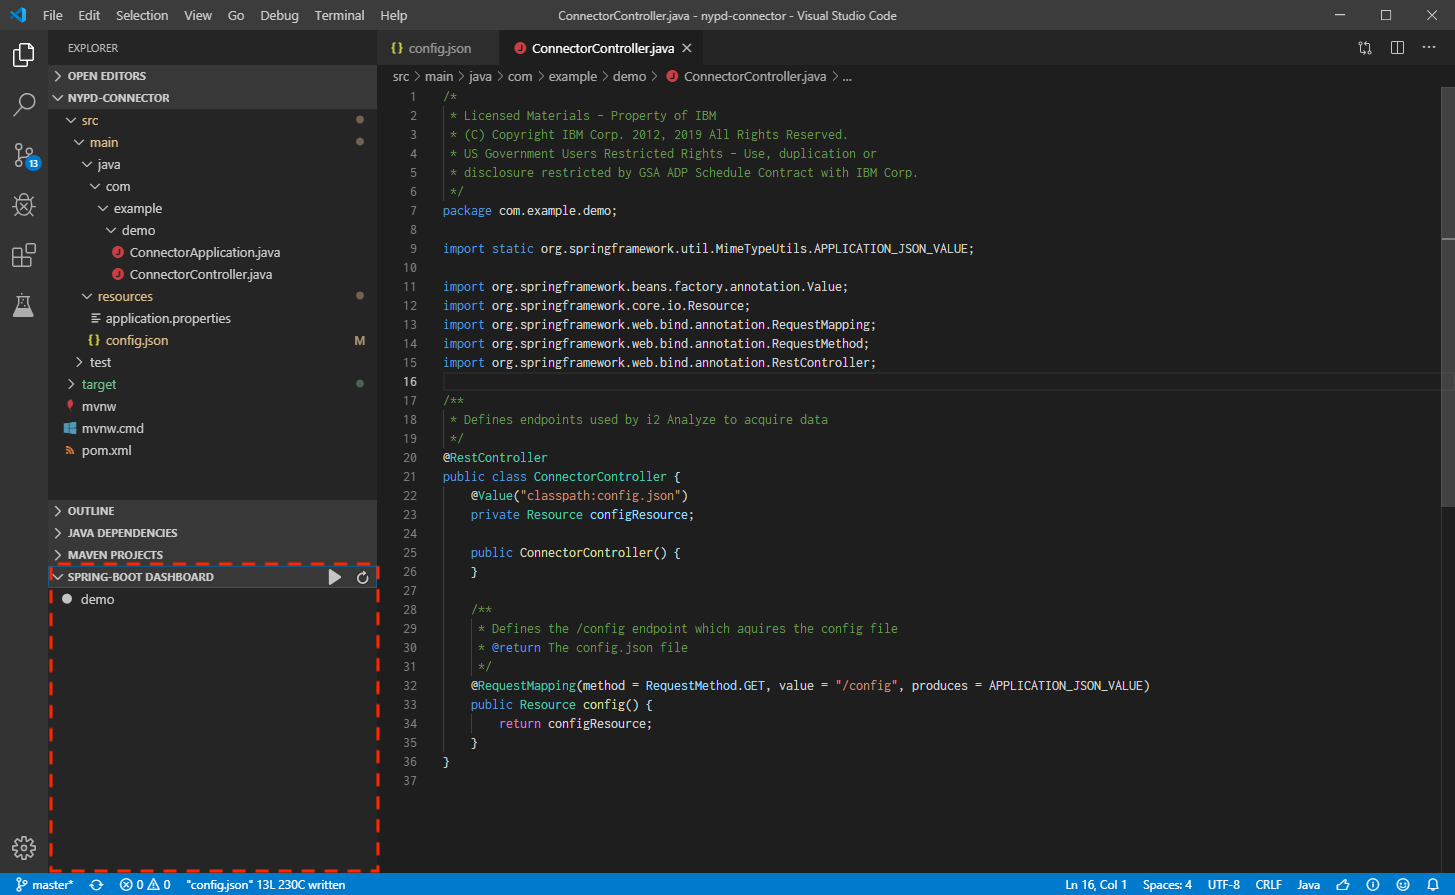 File Edit Selection View Go Debug Terminal Help
ConnectorController.java - nypd-connector - Visual Studio Code
EXPLORER
OPEN EDITORS
NYPD-CONNECTOR
src
main
java
com
example
demo
ConnectorApplication.java
ConnectorController.java
resources
application.properties
{} config.json M
test
target
mvnw
mvnw.cmd
pom.xml
OUTLINE
JAVA DEPENDENCIES
MAVEN PROJECTS
SPRING-BOOT DASHBOARD
demo
13
{} config.json
J ConnectorController.java
src > main > java > com > example > demo > J ConnectorController.java > ...
1 /*
2 * Licensed Materials - Property of IBM
3 * (C) Copyright IBM Corp. 2012, 2019 All Rights Reserved.
4 * US Government Users Restricted Rights - Use, duplication or
5 * disclosure restricted by GSA ADP Schedule Contract with IBM Corp.
6 */
7 package com.example.demo;
8
9 import static org.springframework.util.MimeTypeUtils.APPLICATION_JSON_VALUE;
10
11 import org.springframework.beans.factory.annotation.Value;
12 import org.springframework.core.io.Resource;
13 import org.springframework.web.bind.annotation.RequestMapping;
14 import org.springframework.web.bind.annotation.RequestMethod;
15 import org.springframework.web.bind.annotation.RestController;
16
17 /**
18 * Defines endpoints used by i2 Analyze to acquire data
19 */
20 @RestController
21 public class ConnectorController {
22 @Value("classpath:config.json")
23 private Resource configResource;
24
25 public ConnectorController() {
26 }
27
28 /**
29 * Defines the /config endpoint which aquires the config file
30 * @return The config.json file
31 */
32 @RequestMapping(method = RequestMethod.GET, value = "/config", produces = APPLICATION_JSON_VALUE)
33 public Resource config() {
34 return configResource;
35 }
36 }
37
master* 0 0 "config.json" 13L 230C written
Ln 16, Col 1 Spaces: 4 UTF-8 CRLF Java